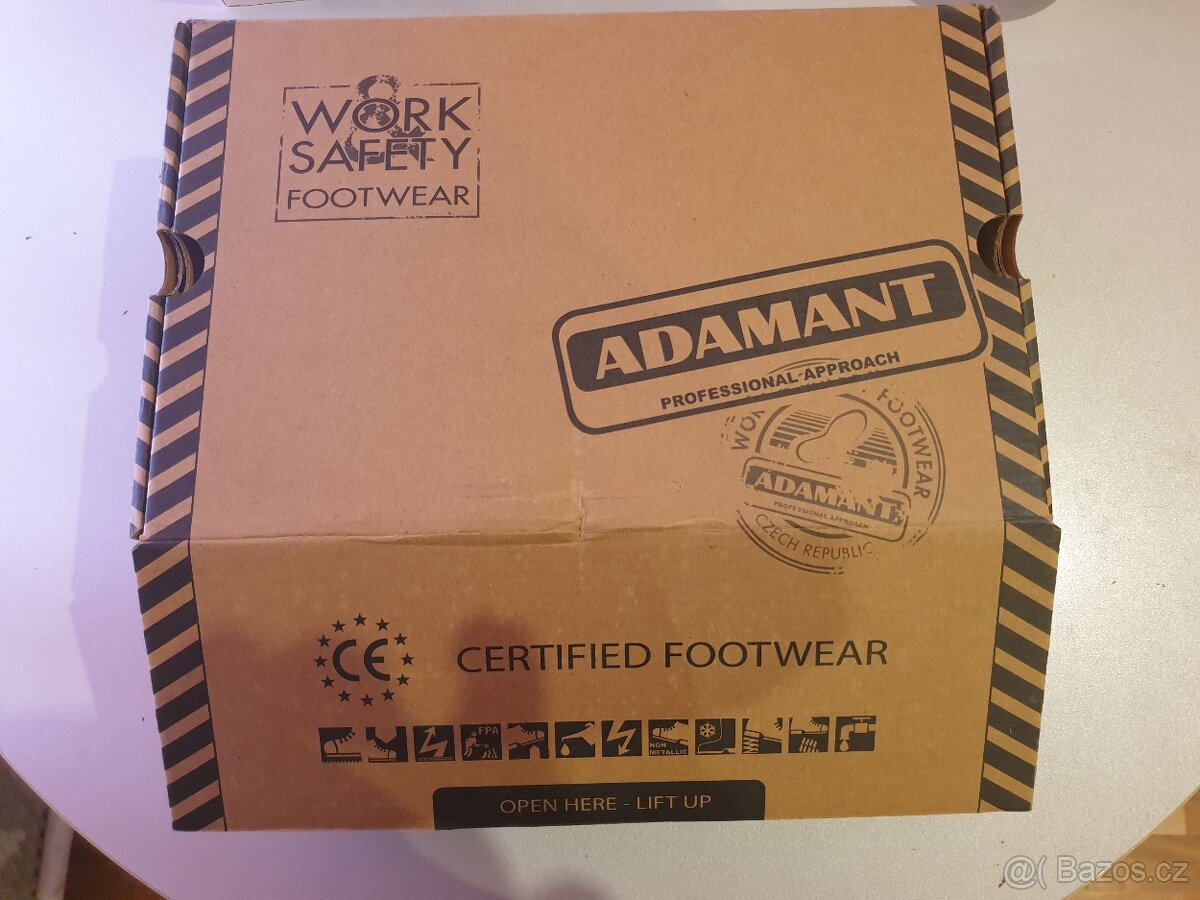 WORK
&
SAFETY
FOOTWEAR
ADAMANT
PROFESSIONAL APPROACH
FOOTWEAR
ADAMANT
PROFESSIONAL APPROACH
CZECH REPUBLIC
CE
CERTIFIED FOOTWEAR
FPA
NON
METALLIC
OPEN HERE - LIFT UP
@( Bazos.cz